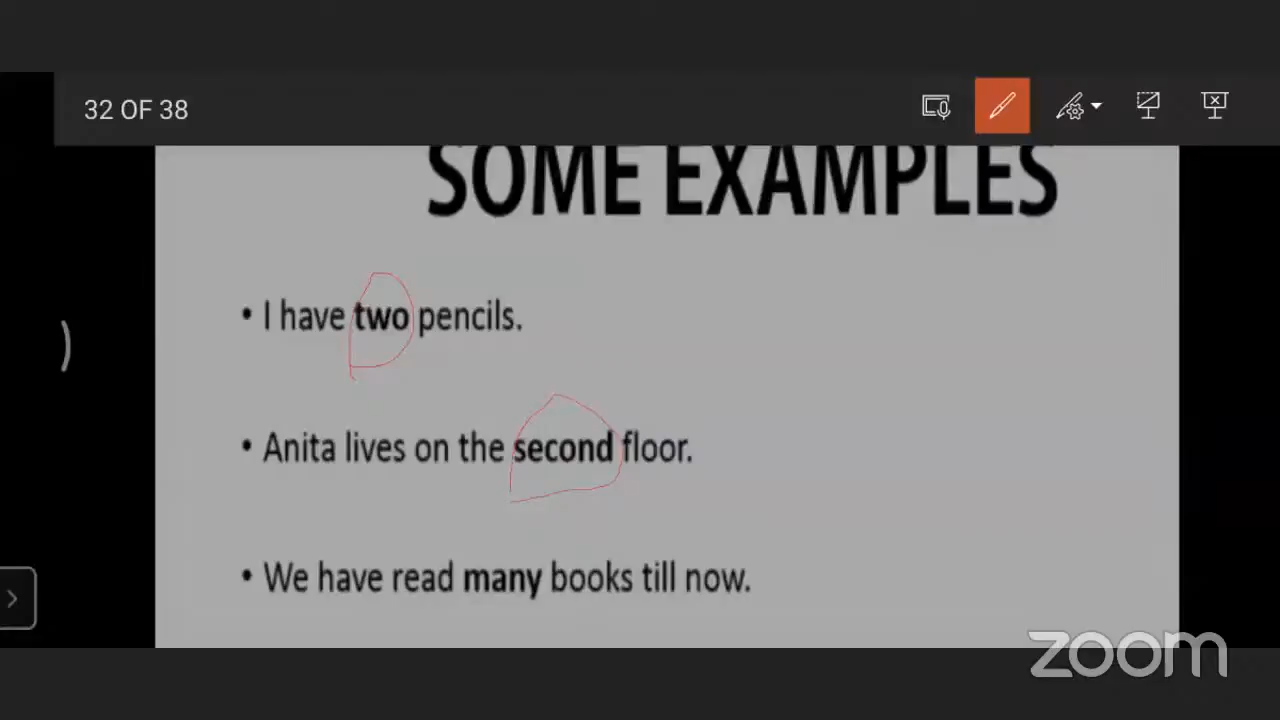 32 OF 38
SOME EXAMPLES
• I have two pencils.
• Anita lives on the second floor.
• We have read many books till now.
zoom